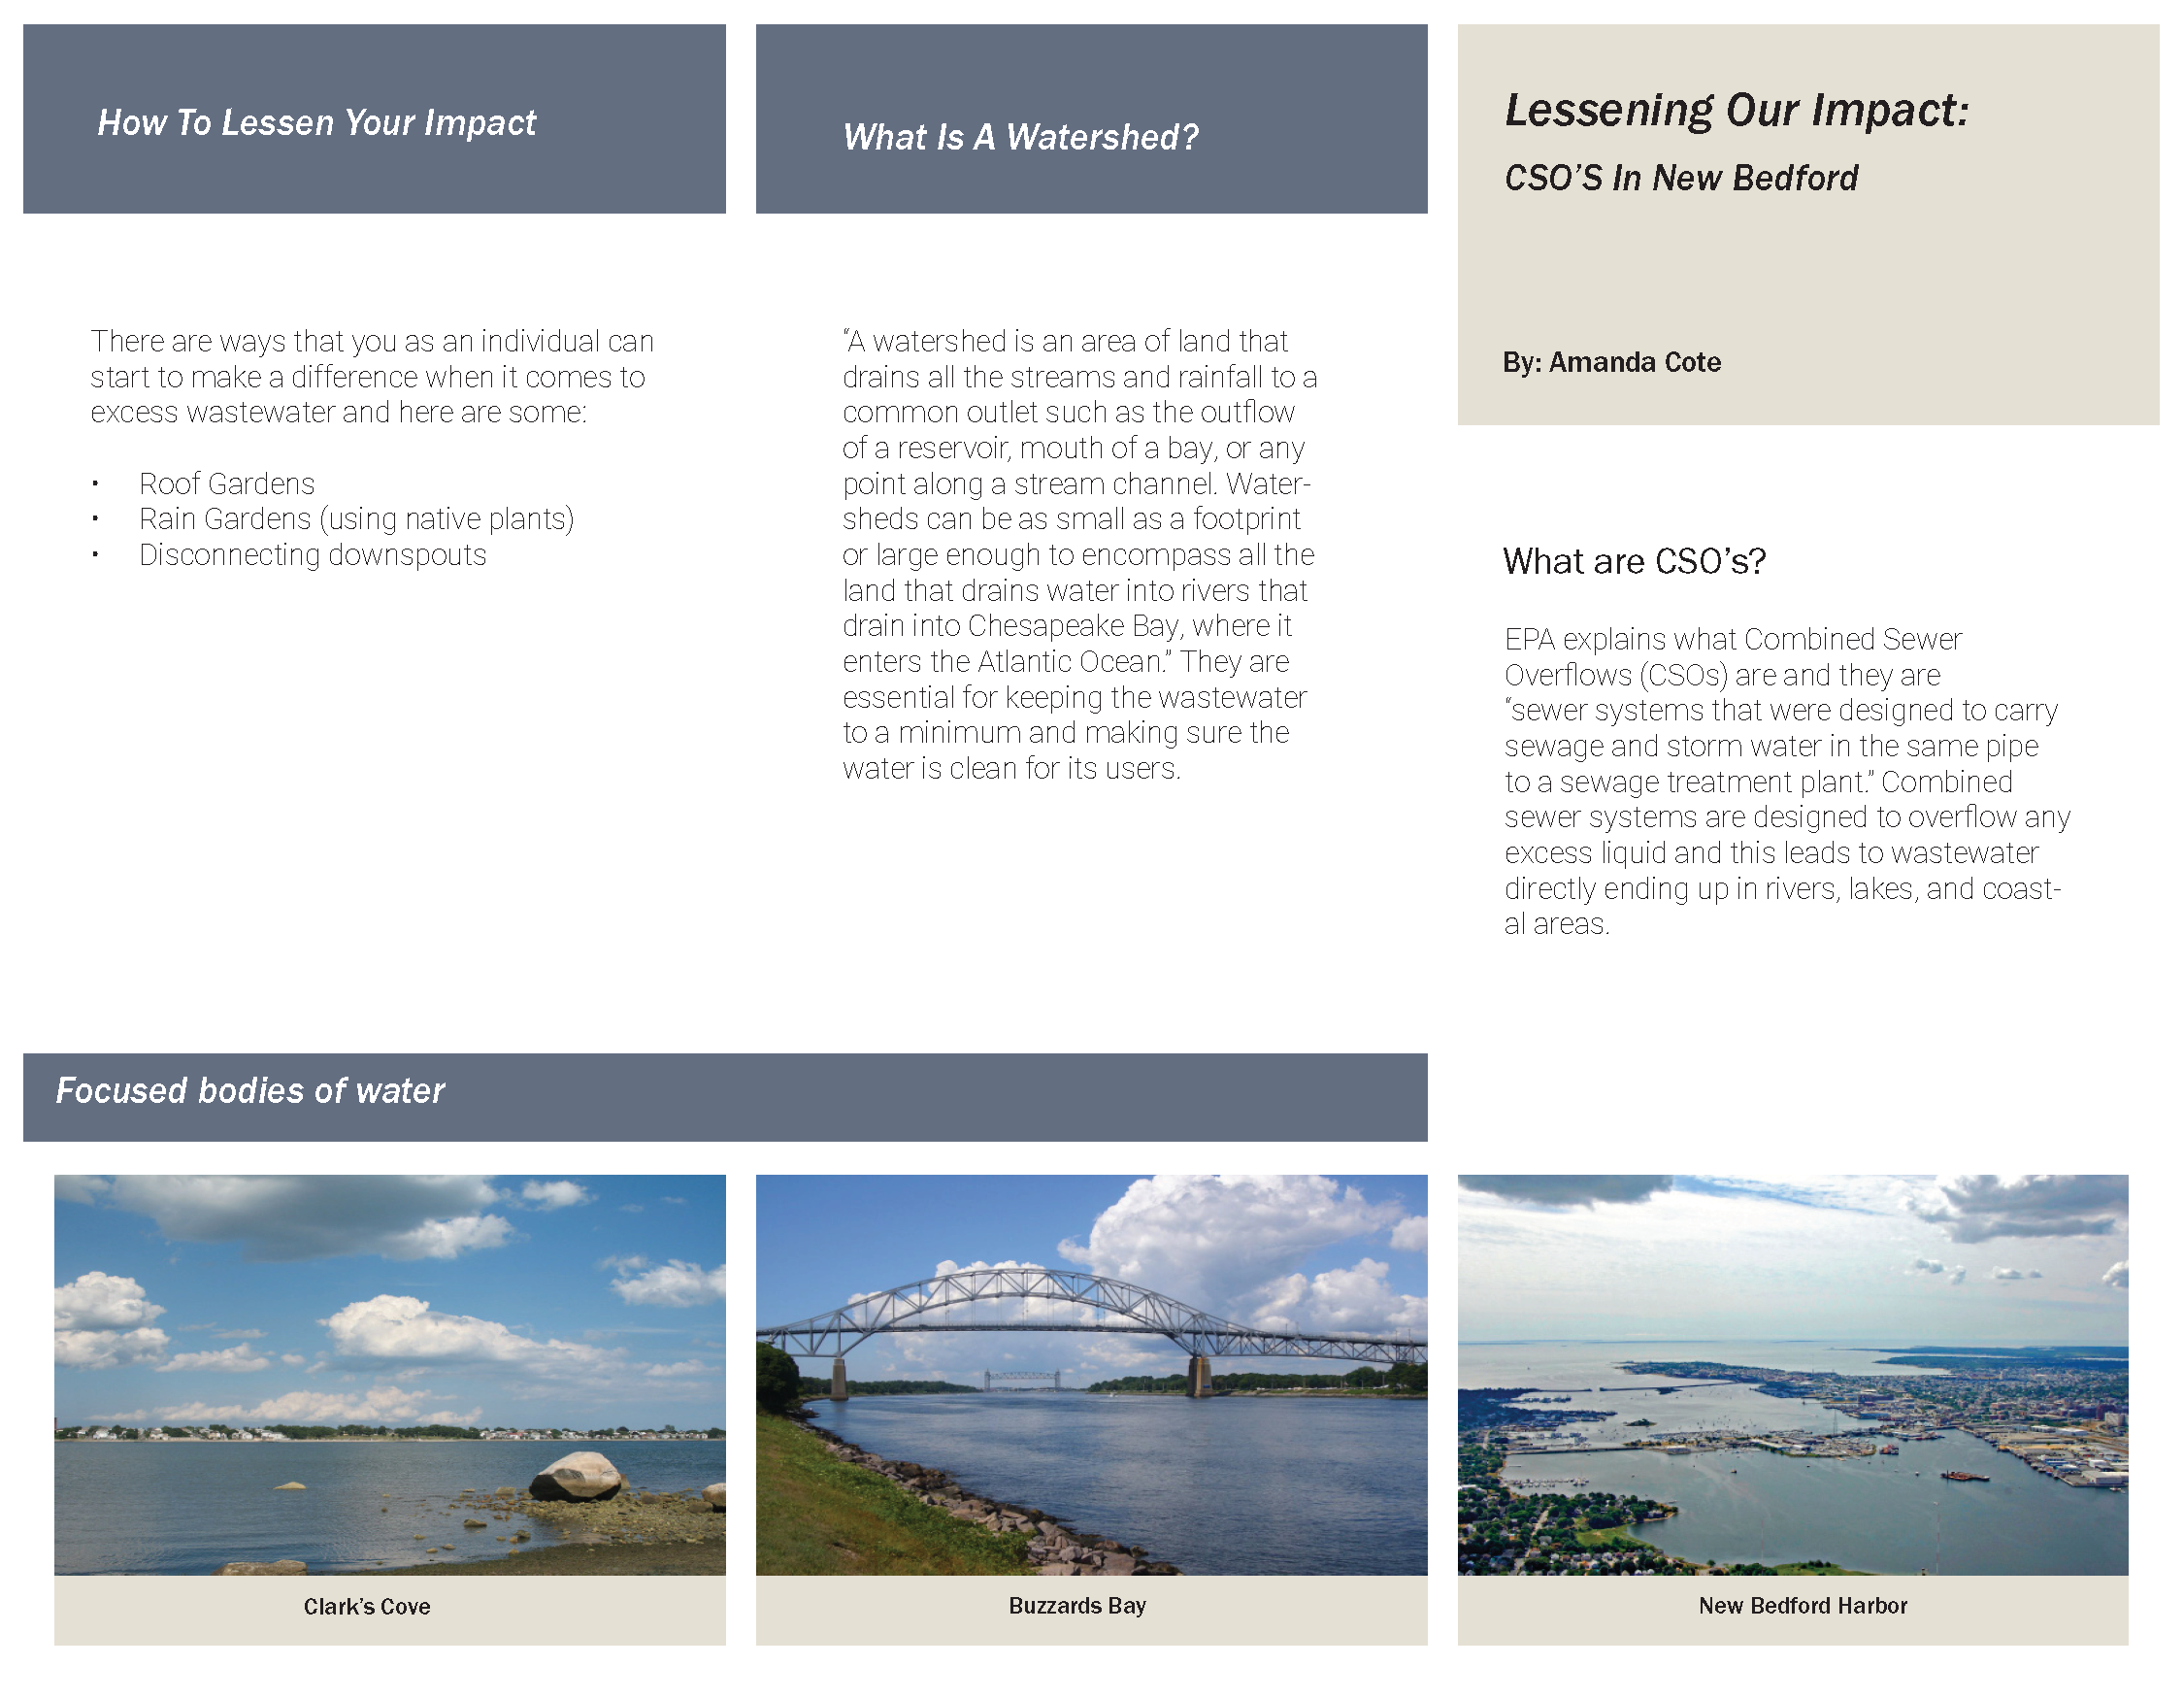 How To Lessen Your Impact
There are ways that you as an individual can
start to make a difference when it comes to
excess wastewater and here are some:
• Roof Gardens
• Rain Gardens (using native plants)
• Disconnecting downspouts
What Is A Watershed?
“A watershed is an area of land that
drains all the streams and rainfall to a
common outlet such as the outflow
of a reservoir, mouth of a bay, or any
point along a stream channel. Water-
sheds can be as small as a footprint
or large enough to encompass all the
land that drains water into rivers that
drain into Chesapeake Bay, where it
enters the Atlantic Ocean.” They are
essential for keeping the wastewater
to a minimum and making sure the
water is clean for its users.
Lessening Our Impact:
CSO’S In New Bedford
By: Amanda Cote
What are CSO’s?
EPA explains what Combined Sewer
Overflows (CSOs) are and they are
“sewer systems that were designed to carry
sewage and storm water in the same pipe
to a sewage treatment plant.” Combined
sewer systems are designed to overflow any
excess liquid and this leads to wastewater
directly ending up in rivers, lakes, and coast-
al areas.
Focused bodies of water
Clark’s Cove
Buzzards Bay
New Bedford Harbor